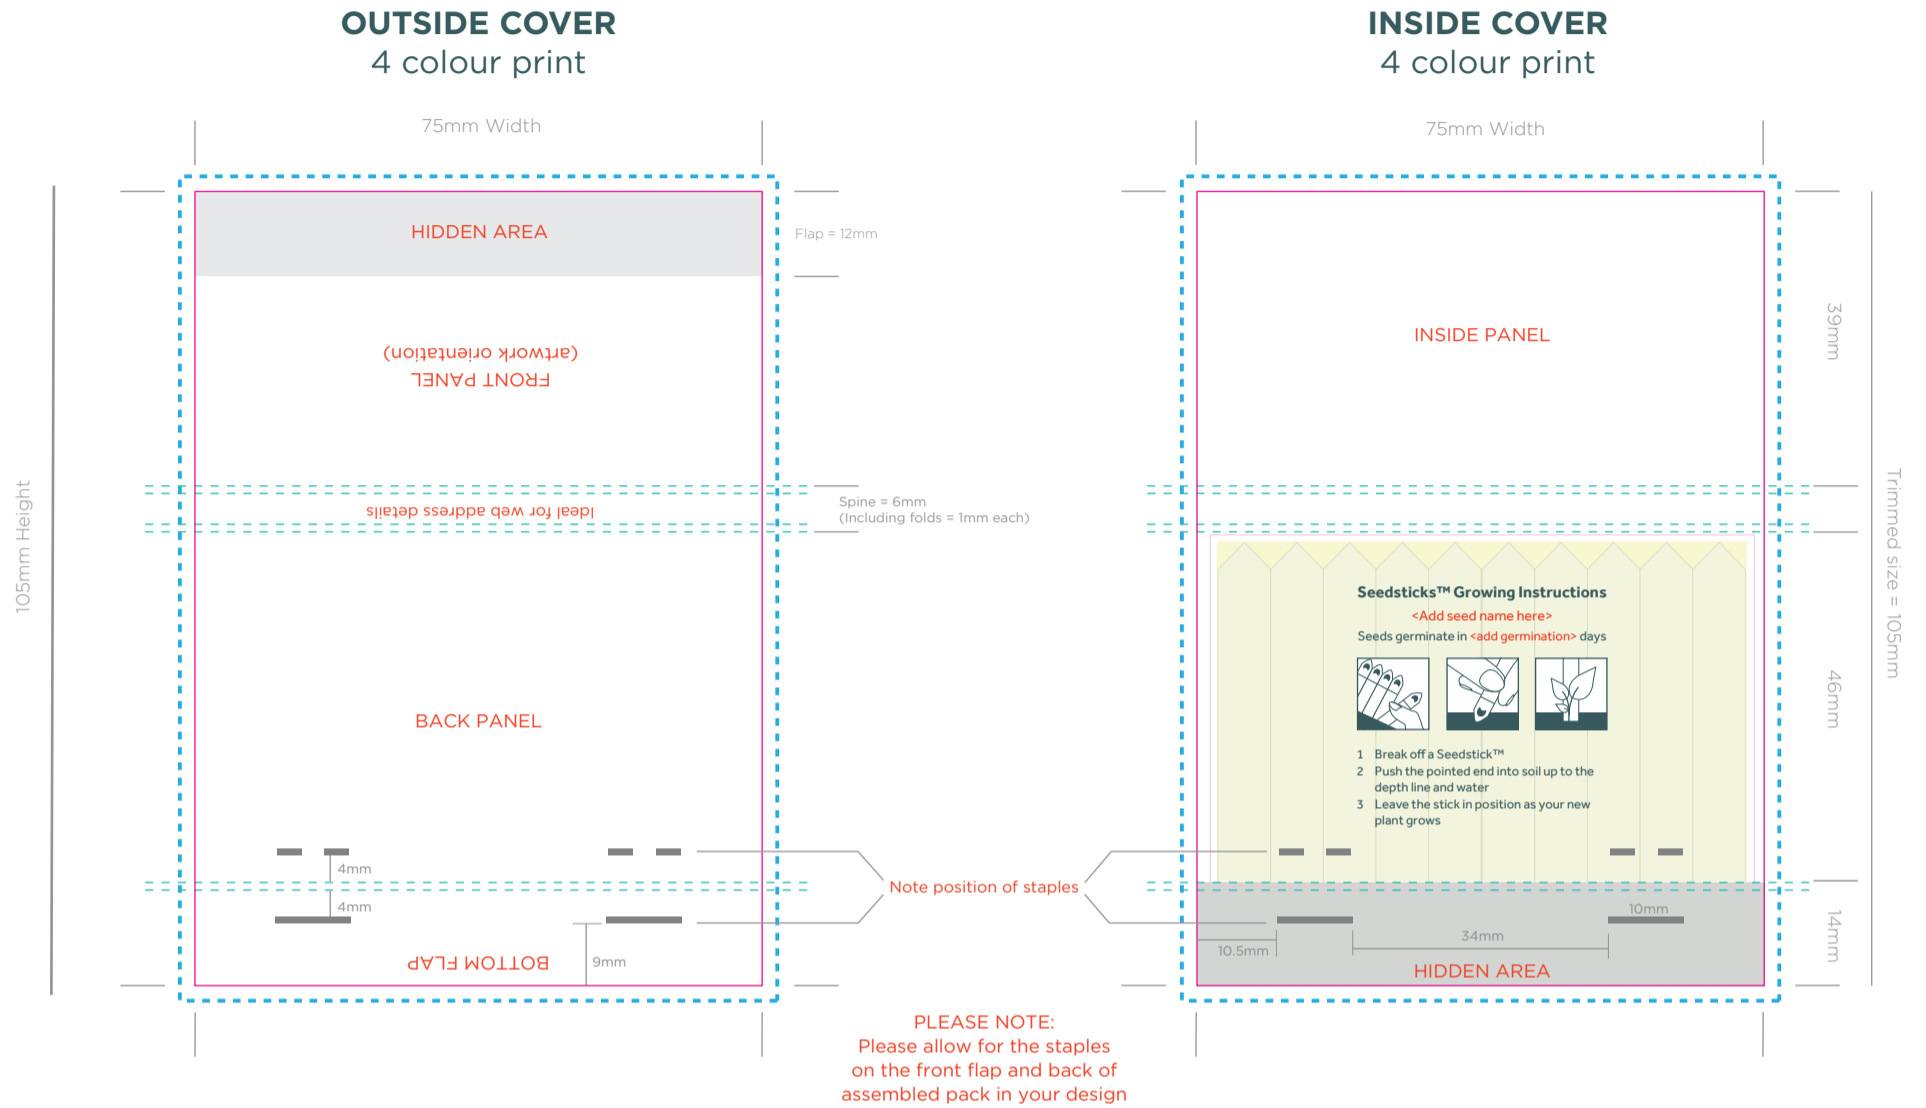 OUTSIDE COVER
4 colour print
75mm Width
105mm Height
HIDDEN AREA
Flap = 12mm
FRONT PANEL
(artwork orientation)
Ideal for web address details
Spine = 6mm
(Including folds = 1mm each)
BACK PANEL
4mm
4mm
9mm
BOTTOM FLAP
Note position of staples
PLEASE NOTE:
Please allow for the staples
on the front flap and back of
assembled pack in your design
INSIDE COVER
4 colour print
75mm Width
INSIDE PANEL
39mm
Trimmed size = 105mm
Seedsticks™ Growing Instructions
<Add seed name here>
Seeds germinate in <add germination> days
1 Break off a Seedstick™
2 Push the pointed end into soil up to the
depth line and water
3 Leave the stick in position as your new
plant grows
46mm
10mm
34mm
10.5mm
14mm
HIDDEN AREA